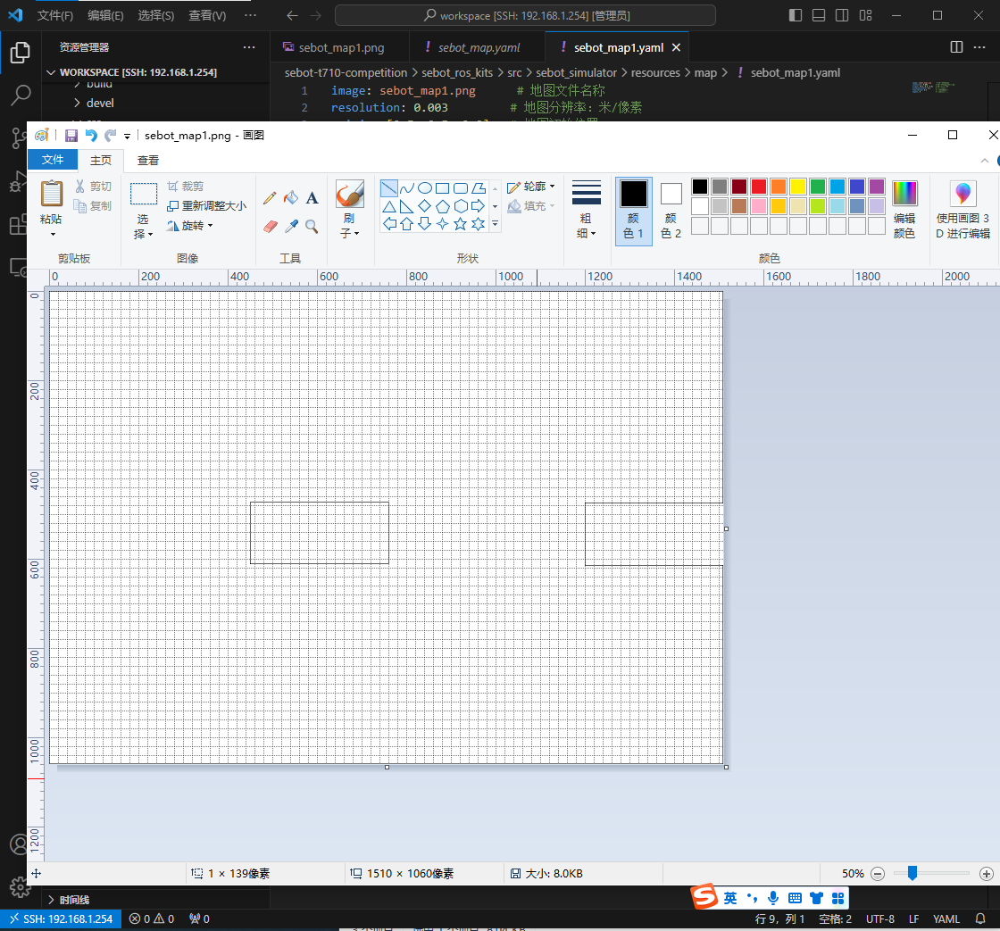 文件(F) 编辑(E) 选择(S) 查看(V) ··· workspace [SSH: 192.168.1.254] [管理员]
资源管理器 ···
sebot_map1.png ! sebot_map.yaml ! sebot_map1.yaml
WORKSPACE [SSH: 192.168.1.254]
sebot-t710-competition > sebot_ros_kits > src > sebot_simulator > resources > map > ! sebot_map1.yaml
build
devel
1 image: sebot_map1.png # 地图文件名称
2 resolution: 0.003 # 地图分辨率: 米/像素
sebot_map1.png - 画图
文件 主页 查看
粘贴
剪切
复制
剪贴板
选择
裁剪
重新调整大小
旋转
图像
A
工具
刷子
轮廓
填充
形状
粗细
颜色 1
颜色 2
编辑颜色
颜色
使用画图 3D 进行编辑
0 200 400 600 800 1000 1200 1400 1600 1800 2000
0
200
400
600
800
1000
1200
1 × 139像素 1510 × 1060像素 大小: 8.0KB 50%
时间线
S 英
SSH: 192.168.1.254 0 0 0 行 9，列 1 空格: 2 UTF-8 LF YAML